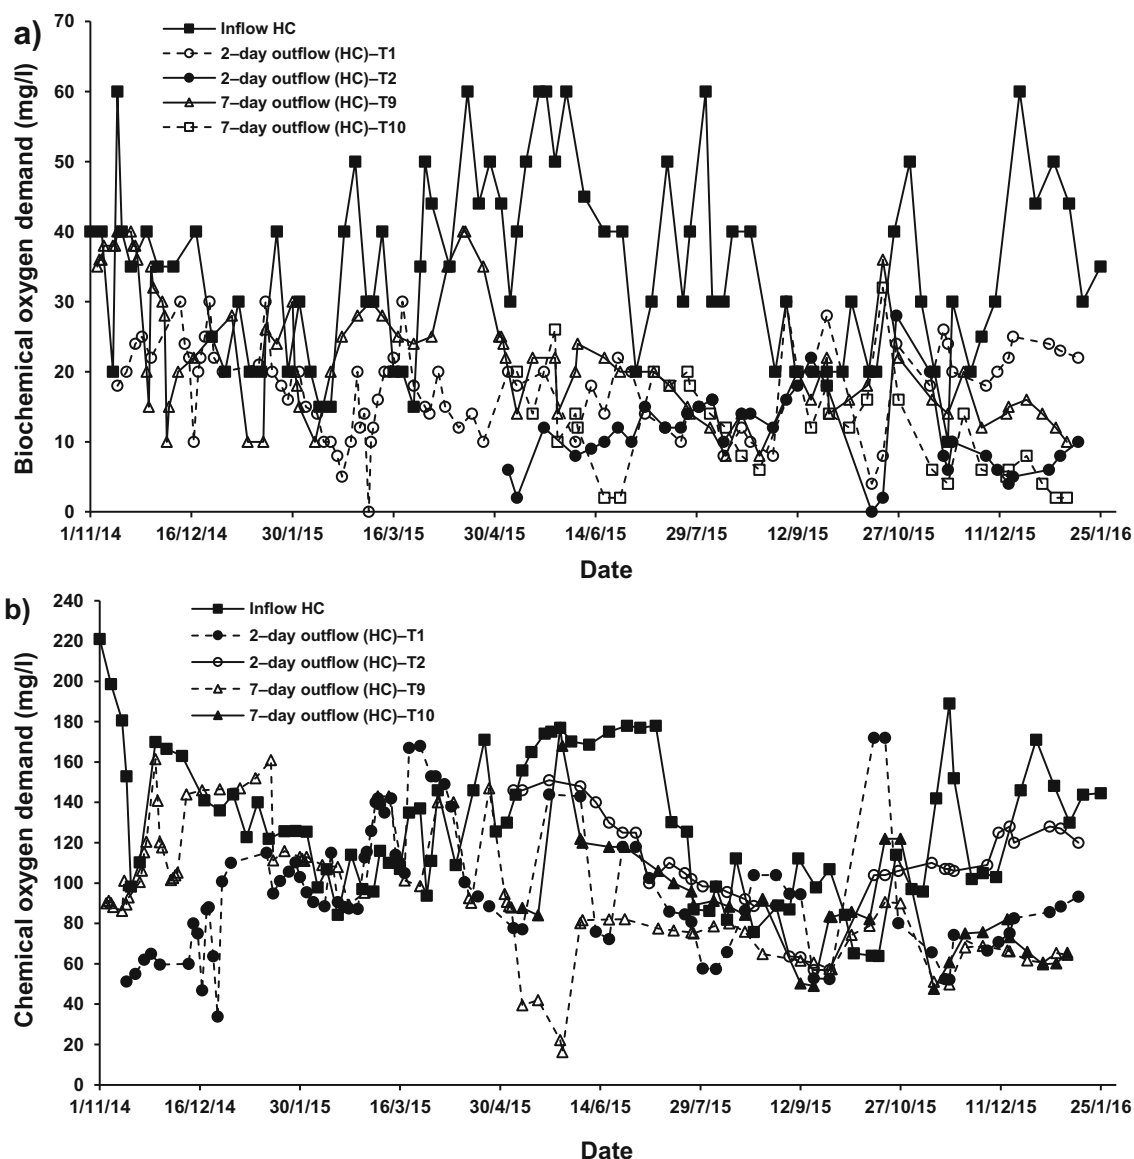 a)
Biochemical oxygen demand (mg/l)
70
60
50
40
30
20
10
0
Inflow HC
2–day outflow (HC)–T1
2–day outflow (HC)–T2
7–day outflow (HC)–T9
7–day outflow (HC)–T10
1/11/14 16/12/14 30/1/15 16/3/15 30/4/15 14/6/15 29/7/15 12/9/15 27/10/15 11/12/15 25/1/16
Date
b)
Chemical oxygen demand (mg/l)
240
220
200
180
160
140
120
100
80
60
40
20
0
Inflow HC
2–day outflow (HC)–T1
2–day outflow (HC)–T2
7–day outflow (HC)–T9
7–day outflow (HC)–T10
1/11/14 16/12/14 30/1/15 16/3/15 30/4/15 14/6/15 29/7/15 12/9/15 27/10/15 11/12/15 25/1/16
Date